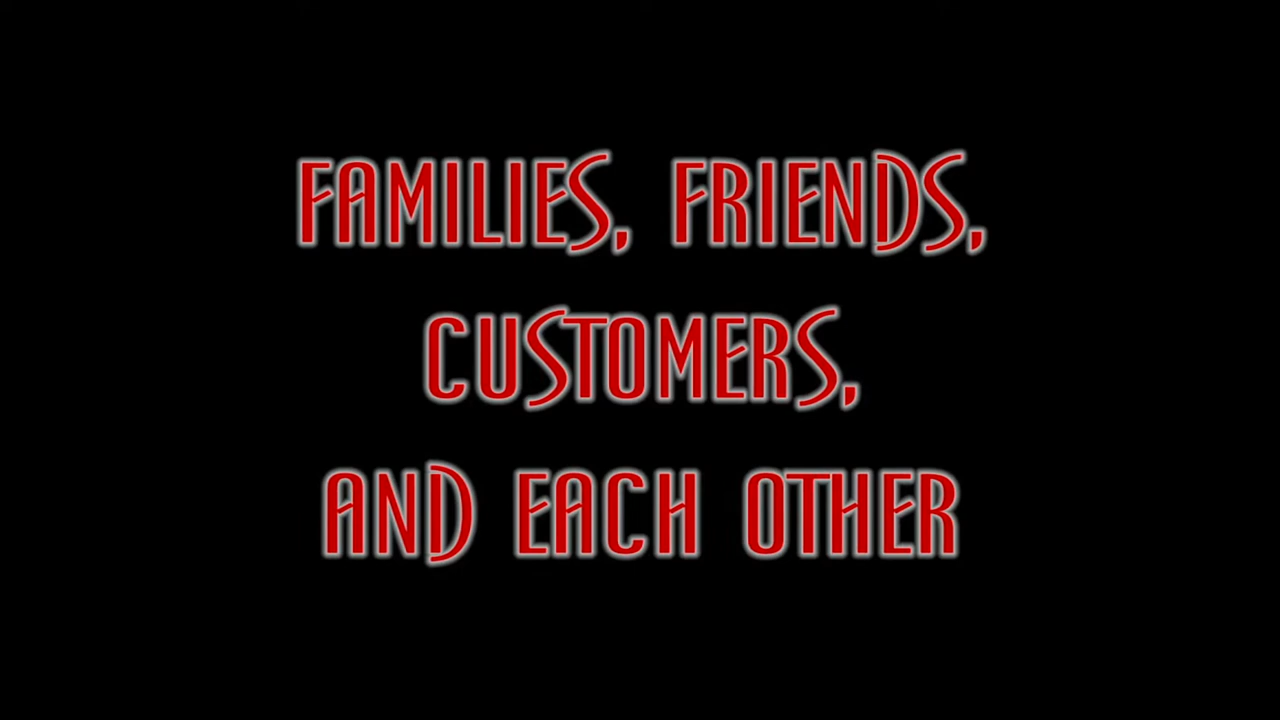 FAMILIES, FRIENDS,
CUSTOMERS,
AND EACH OTHER